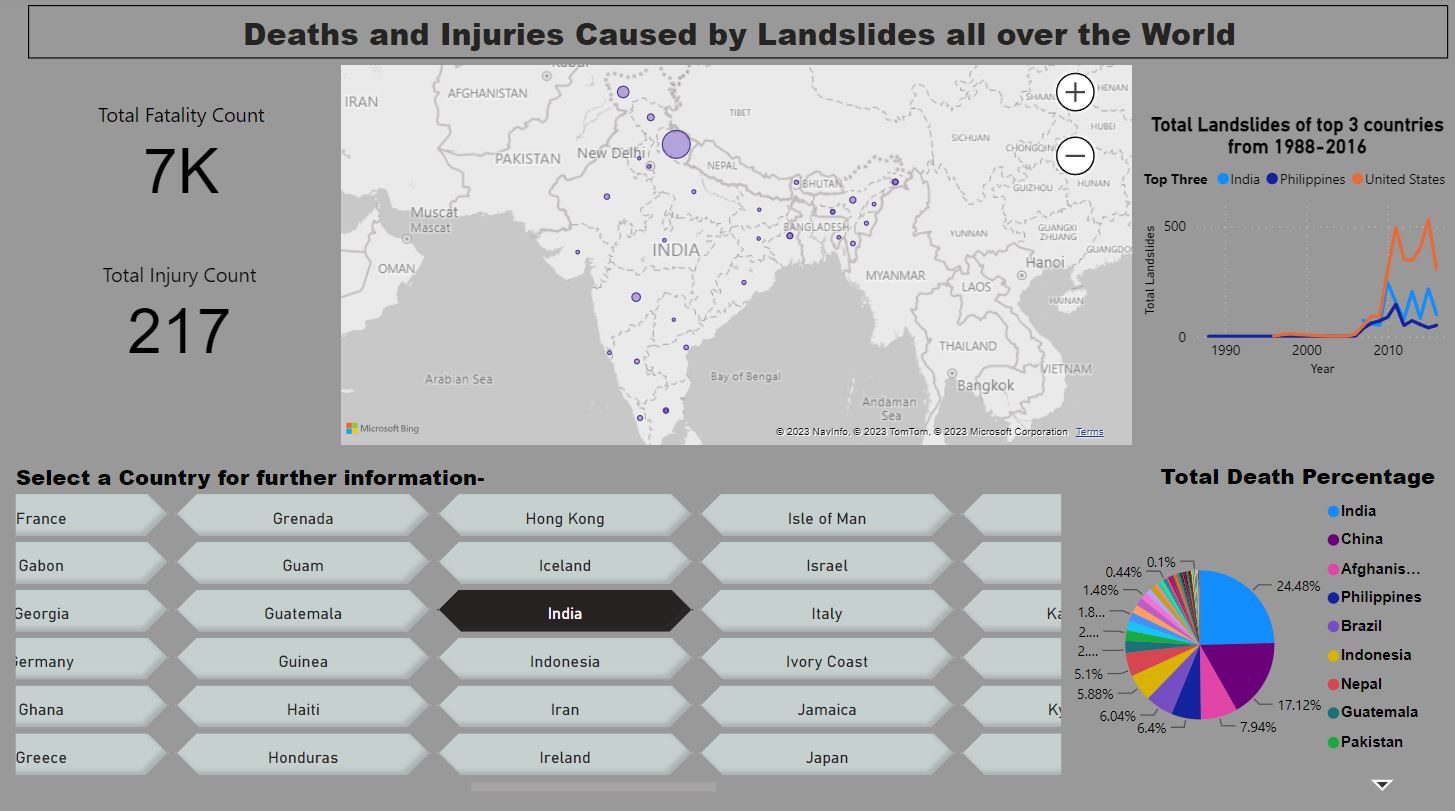 Deaths and Injuries Caused by Landslides all over the World
Total Fatality Count
7K
Total Injury Count
217
IRAN
AFGHANISTAN
PAKISTAN
New Delhi
TIBET
NEPAL
BHUTAN
BANGLADESH
INDIA
Muscat
Muscat
OMAN
SICHUAN
HENAN
HUBEI
HUNAN
GUIZHOU
YUNNAN
GUANGXI
ZHUANG
Hanoi
HAINAN
MYANMAR
LAOS
THAILAND
VIETNAM
Bangkok
Arabian Sea
Bay of Bengal
Andaman
Sea
Microsoft Bing
© 2023 NavInfo, © 2023 TomTom, © 2023 Microsoft Corporation Terms
Total Landslides of top 3 countries
from 1988-2016
Top Three India Philippines United States
Total Landslides
500
0
1990 2000 2010
Year
Select a Country for further information-
France Grenada Hong Kong Isle of Man
Gabon Guam Iceland Israel
Georgia Guatemala India Italy Ka
Germany Guinea Indonesia Ivory Coast
Ghana Haiti Iran Jamaica Ky
Greece Honduras Ireland Japan
Total Death Percentage
India
China
Afghanis...
Philippines
Brazil
Indonesia
Nepal
Guatemala
Pakistan
24.48%
17.12%
7.94%
6.4%
6.04%
5.88%
5.1%
2....
2....
1.8...
1.48%
0.44%
0.1%